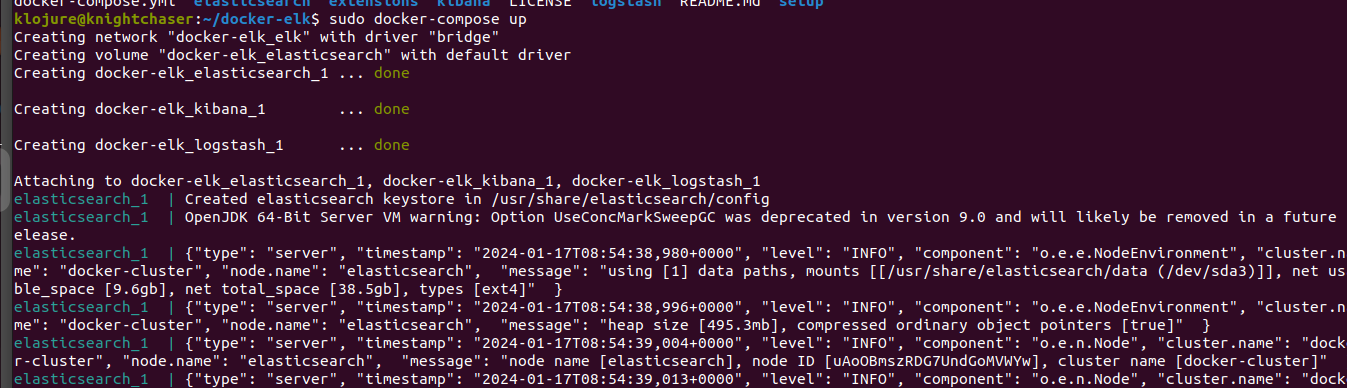 docker-compose.yml elasticsearch extensions kibana LICENSE logstash README.md setup
klojure@knightchaser:~/docker-elk$ sudo docker-compose up
Creating network "docker-elk_elk" with driver "bridge"
Creating volume "docker-elk_elasticsearch" with default driver
Creating docker-elk_elasticsearch_1 ... done
Creating docker-elk_kibana_1 ... done
Creating docker-elk_logstash_1 ... done
Attaching to docker-elk_elasticsearch_1, docker-elk_kibana_1, docker-elk_logstash_1
elasticsearch_1 | Created elasticsearch keystore in /usr/share/elasticsearch/config
elasticsearch_1 | OpenJDK 64-Bit Server VM warning: Option UseConcMarkSweepGC was deprecated in version 9.0 and will likely be removed in a future
elease.
elasticsearch_1 | {"type": "server", "timestamp": "2024-01-17T08:54:38,980+0000", "level": "INFO", "component": "o.e.e.NodeEnvironment", "cluster.n
me": "docker-cluster", "node.name": "elasticsearch", "message": "using [1] data paths, mounts [[/usr/share/elasticsearch/data (/dev/sda3)]], net us
ble_space [9.6gb], net total_space [38.5gb], types [ext4]" }
elasticsearch_1 | {"type": "server", "timestamp": "2024-01-17T08:54:38,996+0000", "level": "INFO", "component": "o.e.e.NodeEnvironment", "cluster.n
me": "docker-cluster", "node.name": "elasticsearch", "message": "heap size [495.3mb], compressed ordinary object pointers [true]" }
elasticsearch_1 | {"type": "server", "timestamp": "2024-01-17T08:54:39,004+0000", "level": "INFO", "component": "o.e.n.Node", "cluster.name": "docke
r-cluster", "node.name": "elasticsearch", "message": "node name [elasticsearch], node ID [uAoOBmszRDG7UndGoMVWYw], cluster name [docker-cluster]"
elasticsearch_1 | {"type": "server", "timestamp": "2024-01-17T08:54:39,013+0000", "level": "INFO", "component": "o.e.n.Node", "cluster.name": "dock